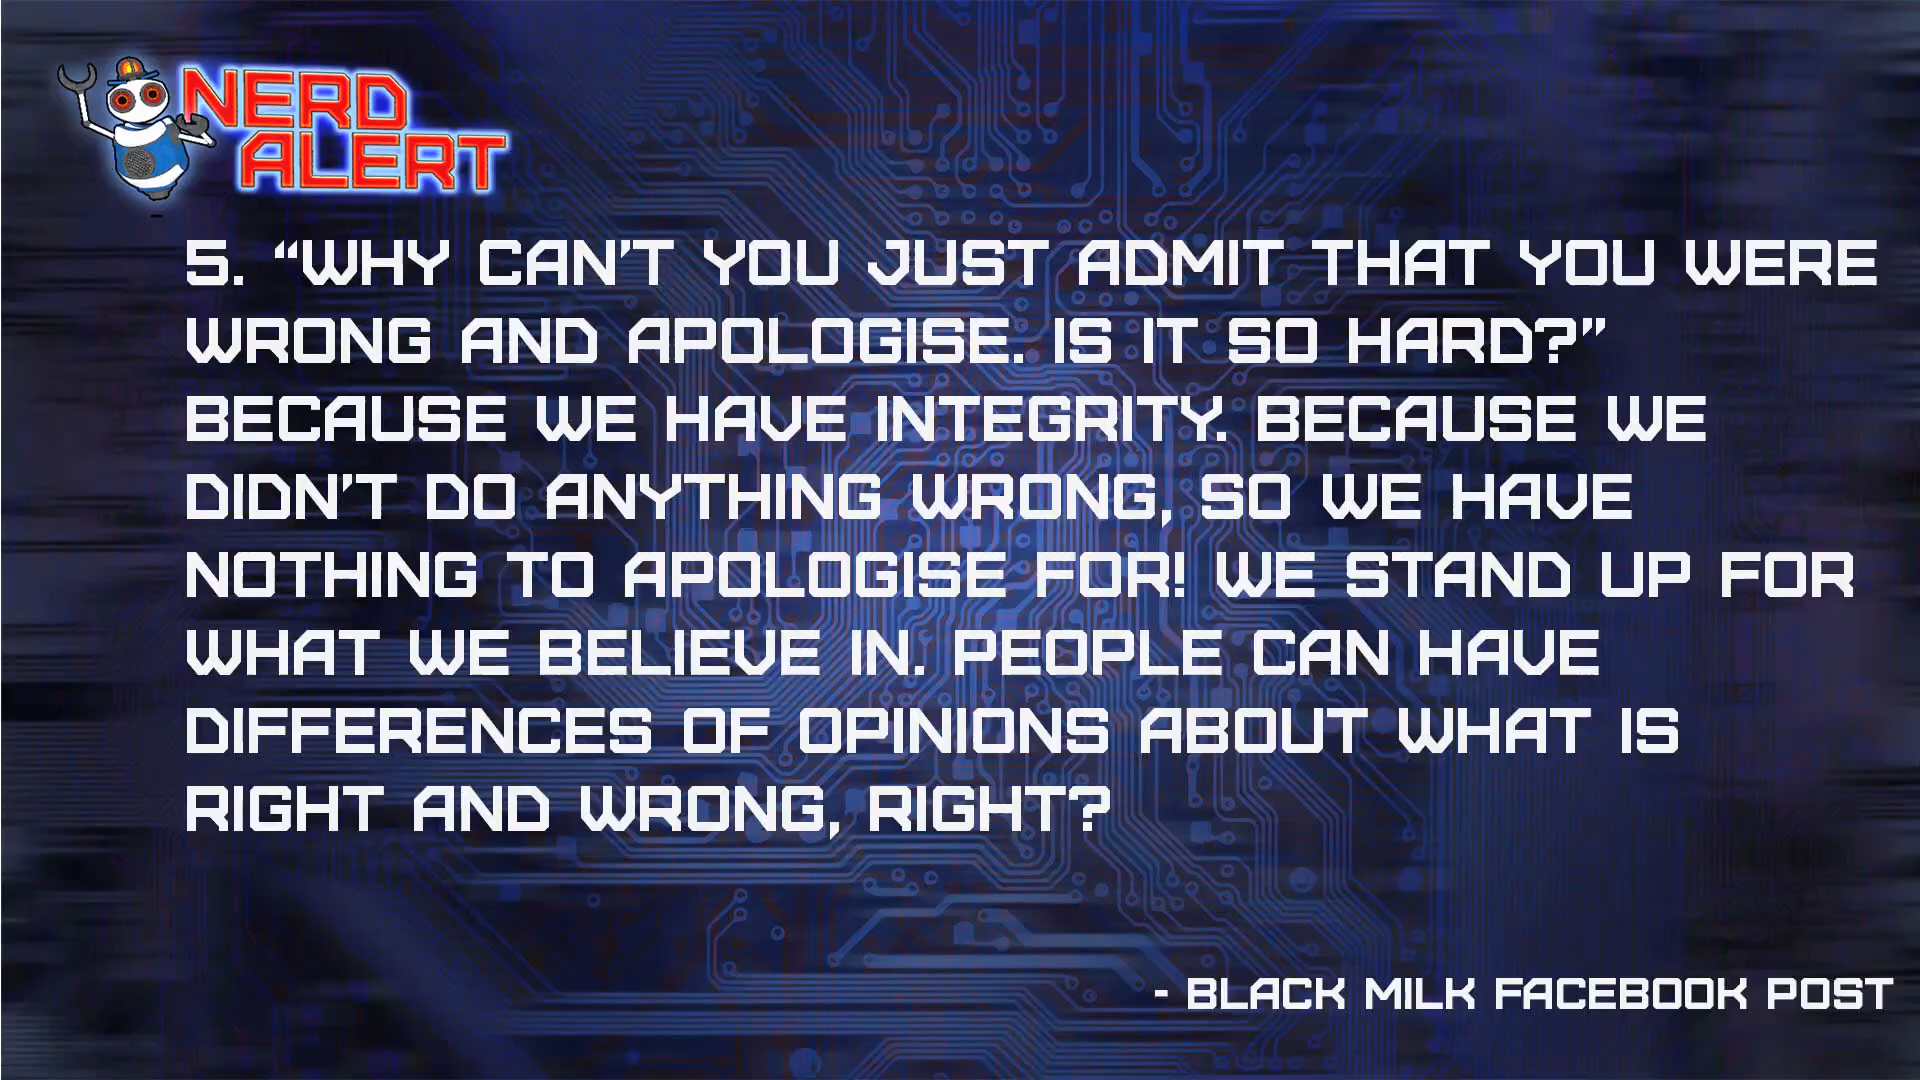 NERD
ALERT
5. “WHY CAN’T YOU JUST ADMIT THAT YOU WERE
WRONG AND APOLOGISE. IS IT SO HARD?”
BECAUSE WE HAVE INTEGRITY. BECAUSE WE
DIDN’T DO ANYTHING WRONG, SO WE HAVE
NOTHING TO APOLOGISE FOR! WE STAND UP FOR
WHAT WE BELIEVE IN. PEOPLE CAN HAVE
DIFFERENCES OF OPINIONS ABOUT WHAT IS
RIGHT AND WRONG, RIGHT?
- BLACK MILK FACEBOOK POST